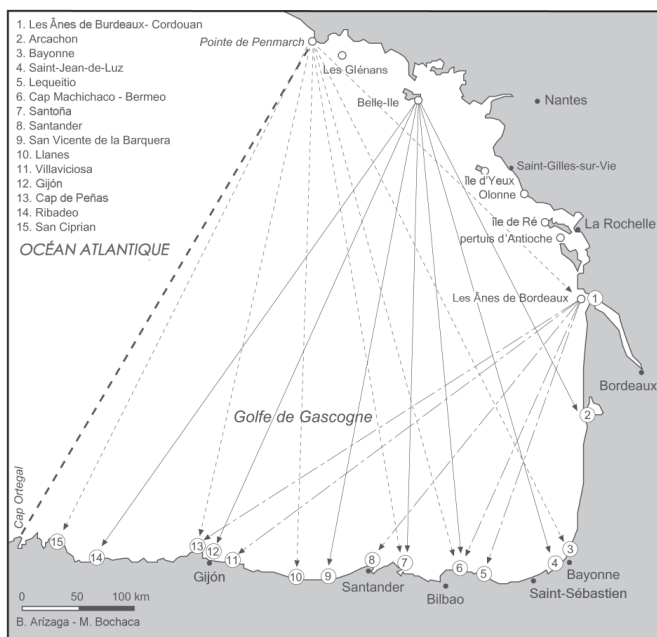 1. Les Ânes de Burdeaux- Cordouan
2. Arcachon
3. Bayonne
4. Saint-Jean-de-Luz
5. Lequeitio
6. Cap Machichaco - Bermeo
7. Santoña
8. Santander
9. San Vicente de la Barquera
10. Llanes
11. Villaviciosa
12. Gijón
13. Cap de Peñas
14. Ribadeo
15. San Ciprian
OCÉAN ATLANTIQUE
Pointe de Penmarch
Les Glénans
Belle-Ile
Nantes
Saint-Gilles-sur-Vie
île d'Yeux
Olonne
île de Ré
La Rochelle
pertuis d'Antioche
Les Ânes de Bordeaux
1
Bordeaux
2
Golfe de Gascogne
Cap Ortegal
15
14
13
12
11
10
9
8
7
6
5
4
3
Gijón
Santander
Bilbao
Saint-Sébastien
Bayonne
0 50 100 km
B. Arízaga - M. Bochaca